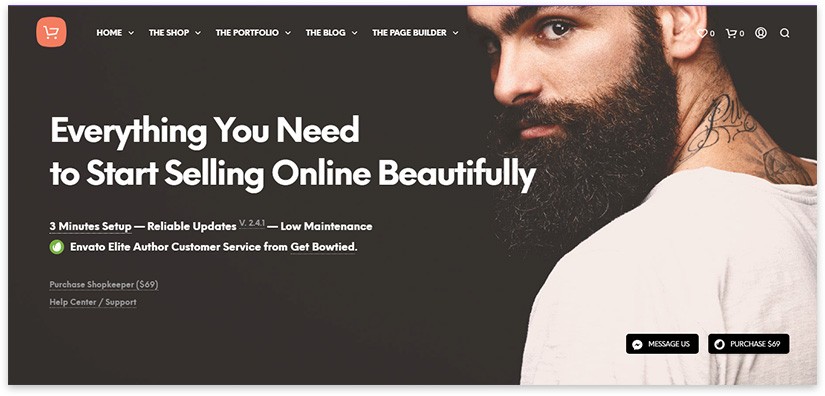 HOME THE SHOP THE PORTFOLIO THE BLOG THE PAGE BUILDER 0 0
Everything You Need
to Start Selling Online Beautifully
3 Minutes Setup — Reliable Updates V. 2.4.1 — Low Maintenance
Envato Elite Author Customer Service from Get Bowtied.
Purchase Shopkeeper ($69)
Help Center / Support
MESSAGE US PURCHASE $69